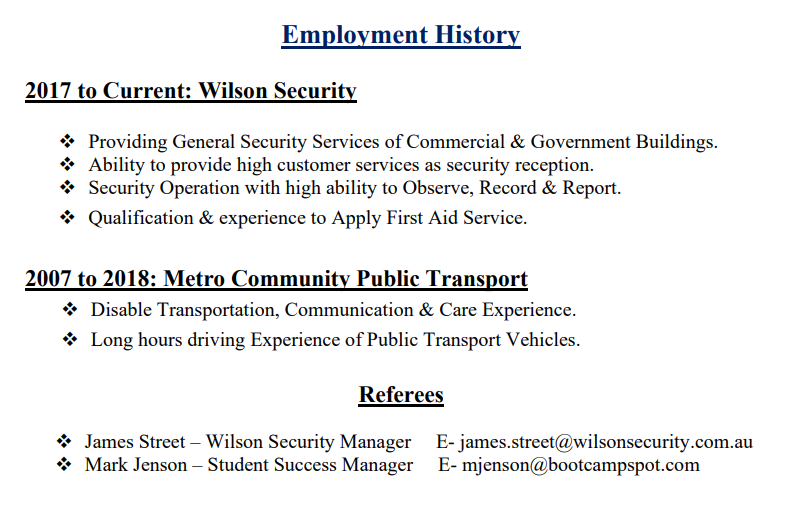 Employment History
2017 to Current: Wilson Security
❖ Providing General Security Services of Commercial & Government Buildings.
❖ Ability to provide high customer services as security reception.
❖ Security Operation with high ability to Observe, Record & Report.
❖ Qualification & experience to Apply First Aid Service.
2007 to 2018: Metro Community Public Transport
❖ Disable Transportation, Communication & Care Experience.
❖ Long hours driving Experience of Public Transport Vehicles.
Referees
❖ James Street – Wilson Security Manager E- james.street@wilsonsecurity.com.au
❖ Mark Jenson – Student Success Manager E- mjenson@bootcampspot.com